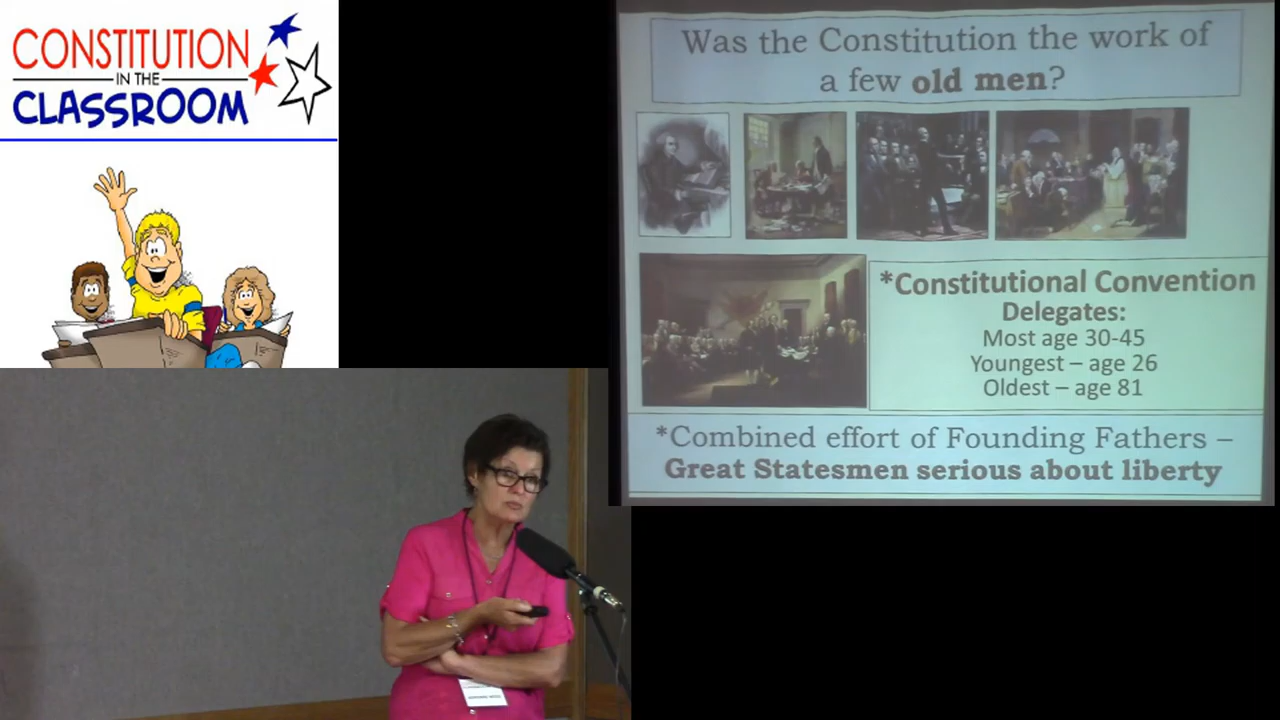 CONSTITUTION
IN THE
CLASSROOM
Was the Constitution the work of
a few old men?
*Constitutional Convention
Delegates:
Most age 30-45
Youngest – age 26
Oldest – age 81
*Combined effort of Founding Fathers –
Great Statesmen serious about liberty